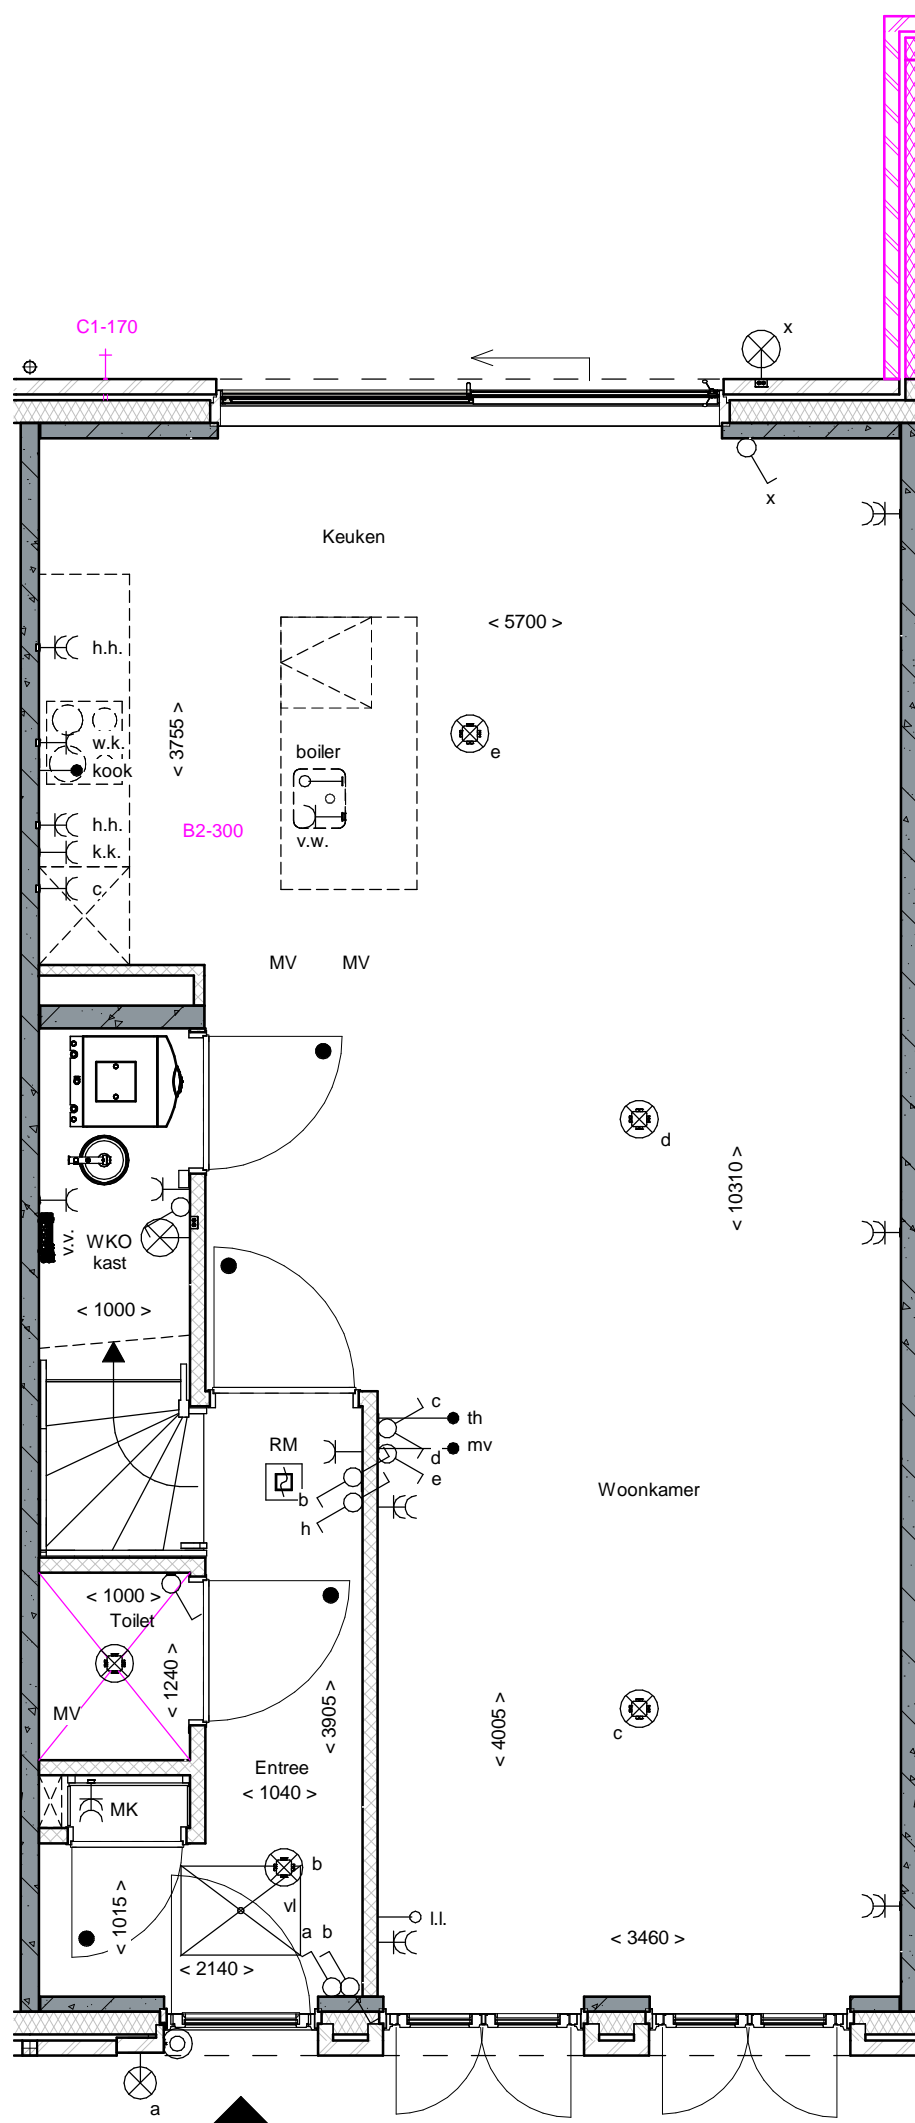 C1-170
x
x
Keuken
< 5700 >
h.h.
< 3755 >
w.k.
e
boiler
kook
h.h.
B2-300
v.w.
k.k.
c
MV MV
d
< 10310 >
v.v.
WKO
kast
< 1000 >
c
th
RM
mv
d
e
b
Woonkamer
h
< 1000 >
Toilet
< 1240 >
MV
< 3905 >
< 4005 >
c
Entree
< 1040 >
MK
b
vl
l.l.
a b
< 1015 >
< 3460 >
< 2140 >
a